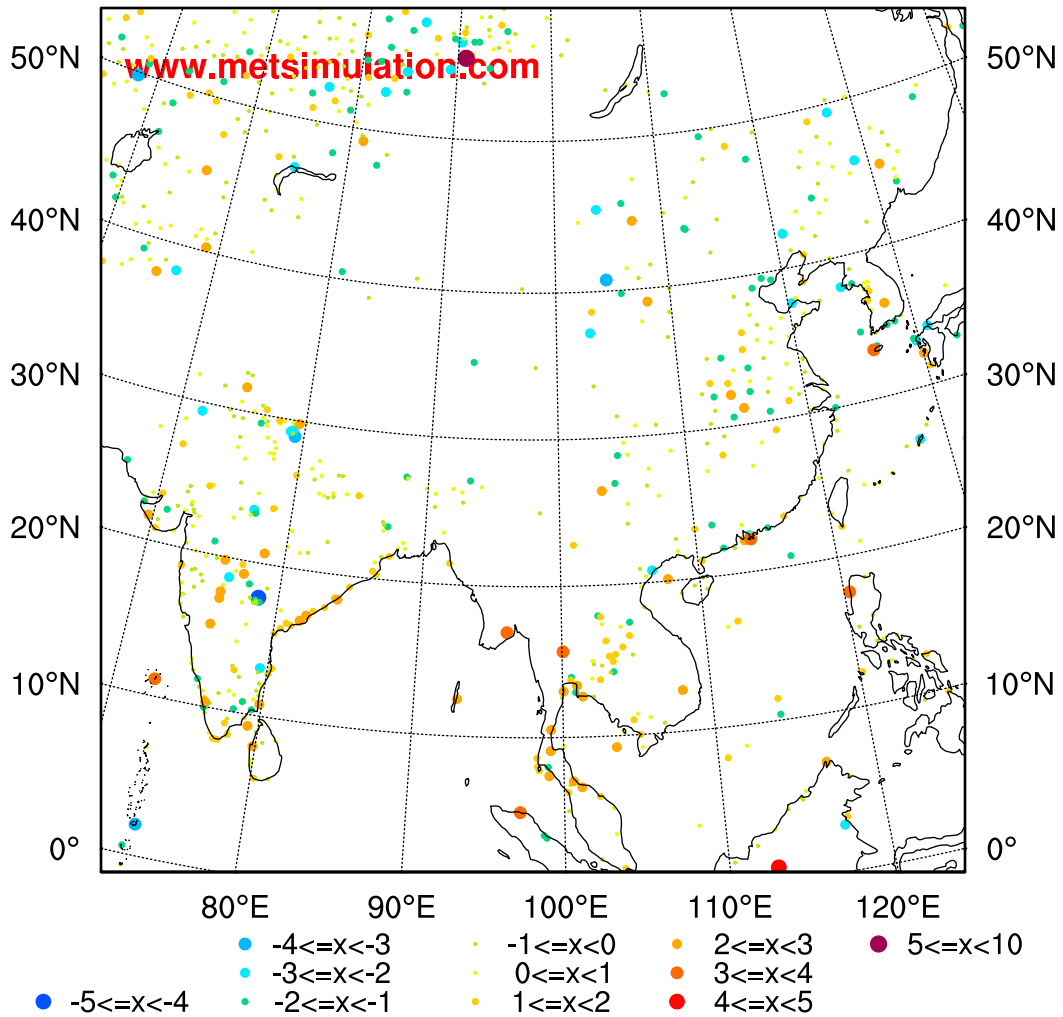 50°N 50°N
www.metsimulation.com
40°N 40°N
30°N 30°N
20°N 20°N
10°N 10°N
0° 0°
80°E 90°E 100°E 110°E 120°E
-4<=x<-3 -1<=x<0 2<=x<3 5<=x<10
-3<=x<-2 0<=x<1 3<=x<4
-5<=x<-4 -2<=x<-1 1<=x<2 4<=x<5